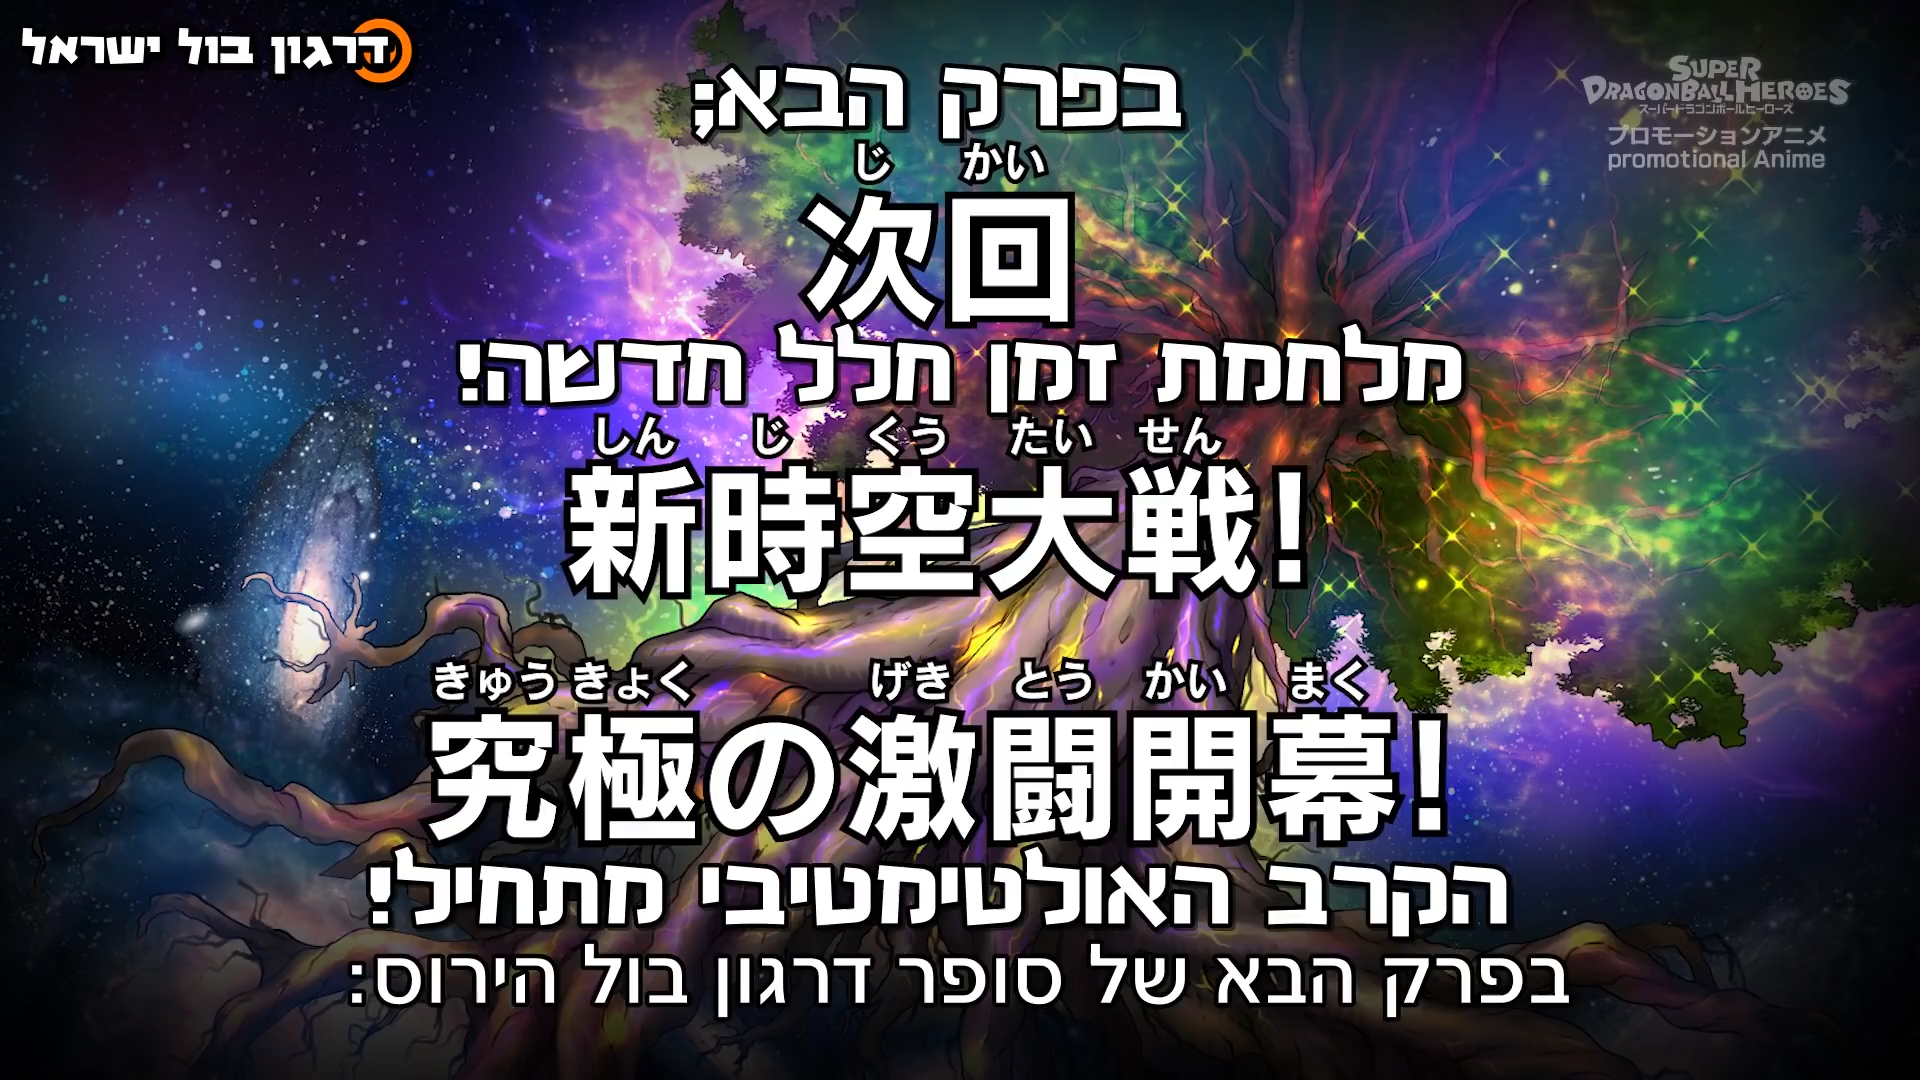 דרגון בול ישראל
SUPER
DRAGONBALL HEROES
スーパードラゴンボールヒーローズ
プロモーションアニメ
promotional Anime
בפרק הבא;
じ かい
次回
מלחמת זמן חלל חדשה!
しん じ くう たい せん
新時空大戦!
きゅう きょく げき とう かい まく
究極の激闘開幕!
הקרב האולטימטיבי מתחיל!
בפרק הבא של סופר דרגון בול הירוס: